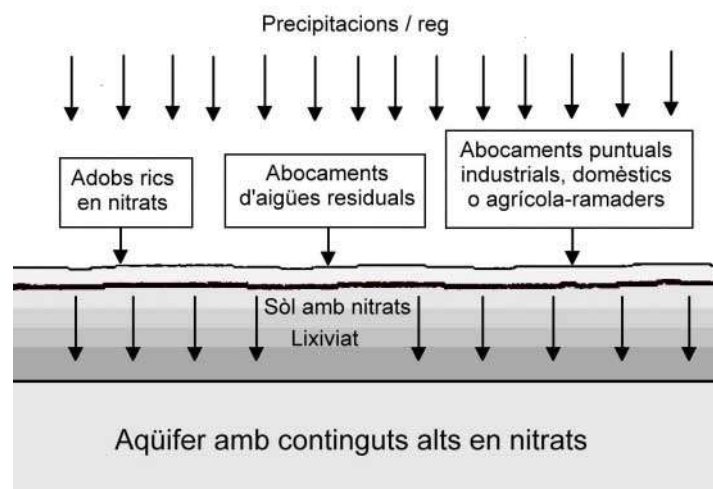 Precipitacions / reg
Adobs rics
en nitrats
Abocaments
d'aigües residuals
Abocaments puntuals
industrials, domèstics
o agrícola-ramaders
Sòl amb nitrats
Lixiviat
Aqüifer amb continguts alts en nitrats